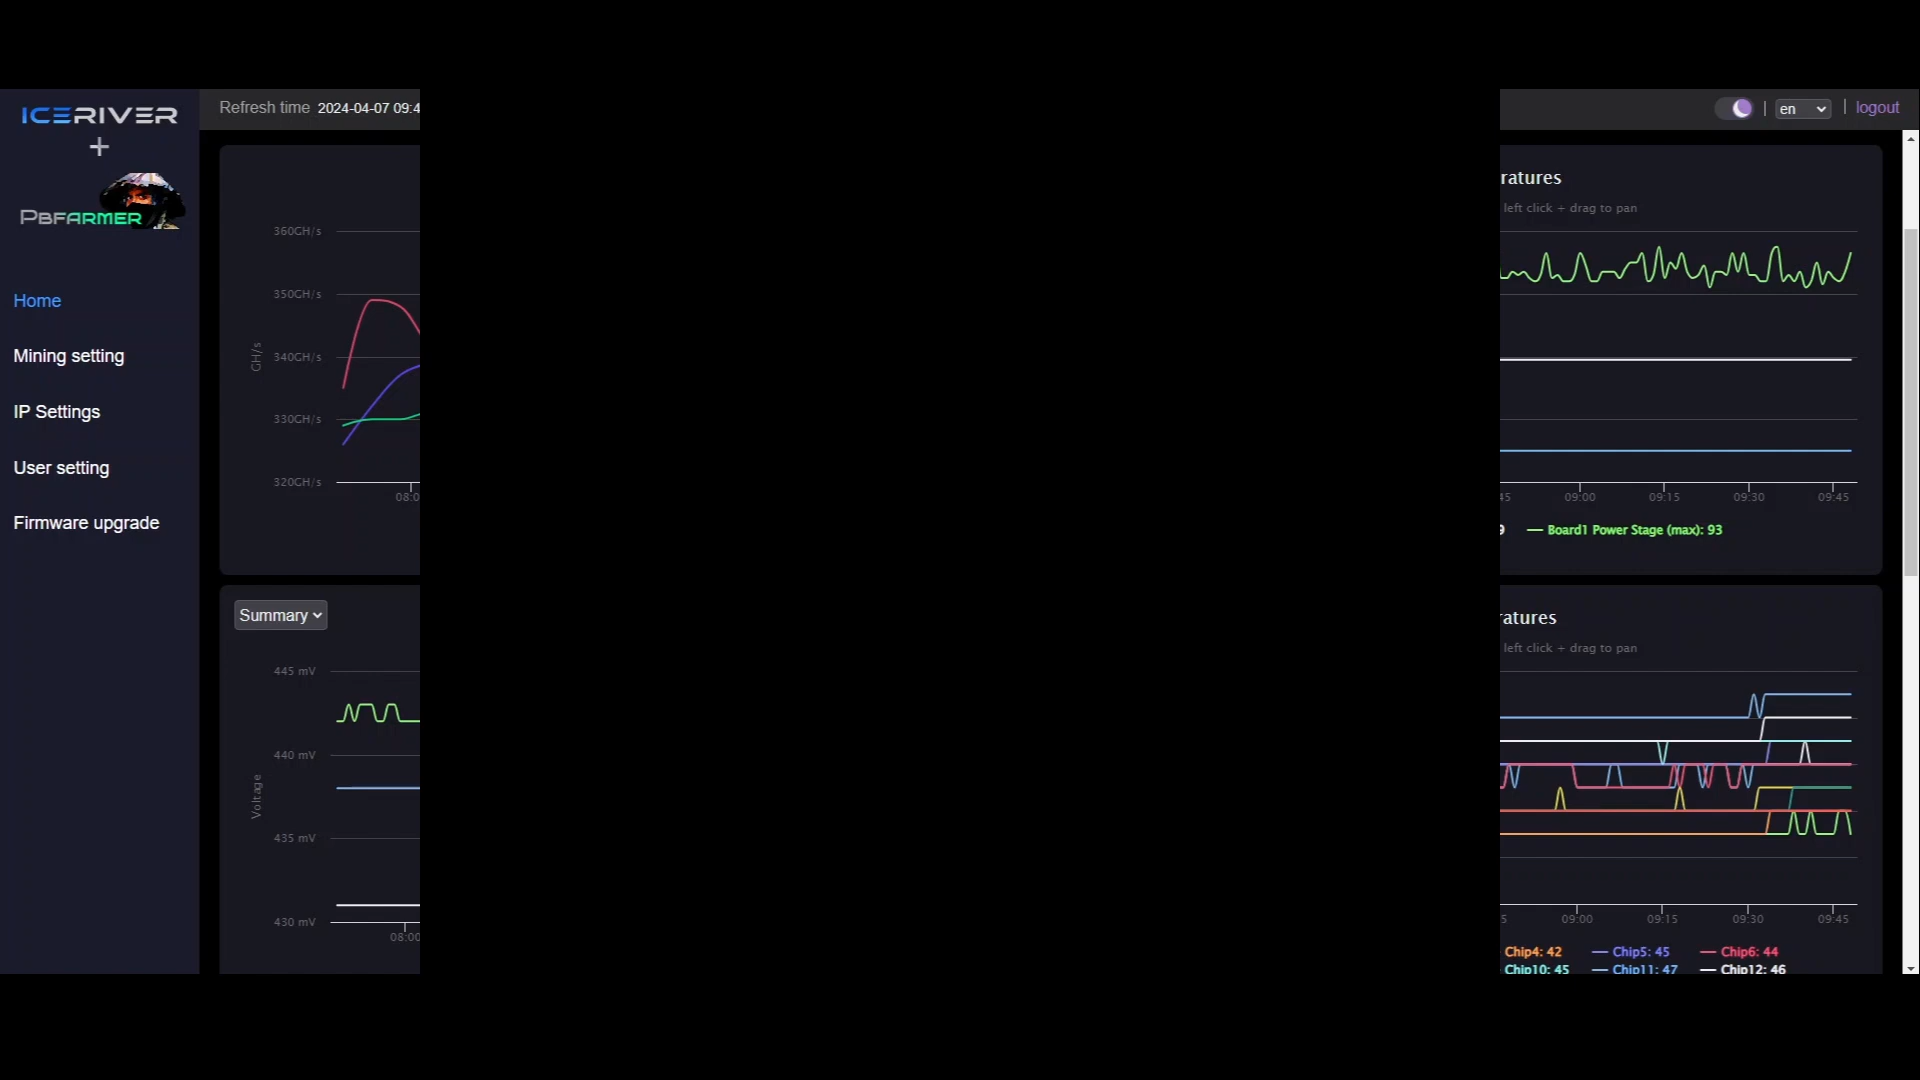 ICERIVER
+
PBFARMER
Home
Mining setting
IP Settings
User setting
Firmware upgrade
Refresh time 2024-04-07 09:4
en
logout
360GH/s
350GH/s
340GH/s
330GH/s
320GH/s
GH/s
08:0
ratures
left click + drag to pan
45 09:00 09:15 09:30 09:45
9 Board1 Power Stage (max): 93
Summary
445 mV
440 mV
435 mV
430 mV
Voltage
08:00
ratures
left click + drag to pan
5 09:00 09:15 09:30 09:45
Chip4: 42 Chip5: 45 Chip6: 44
Chip10: 45 Chip11: 47 Chip12: 46